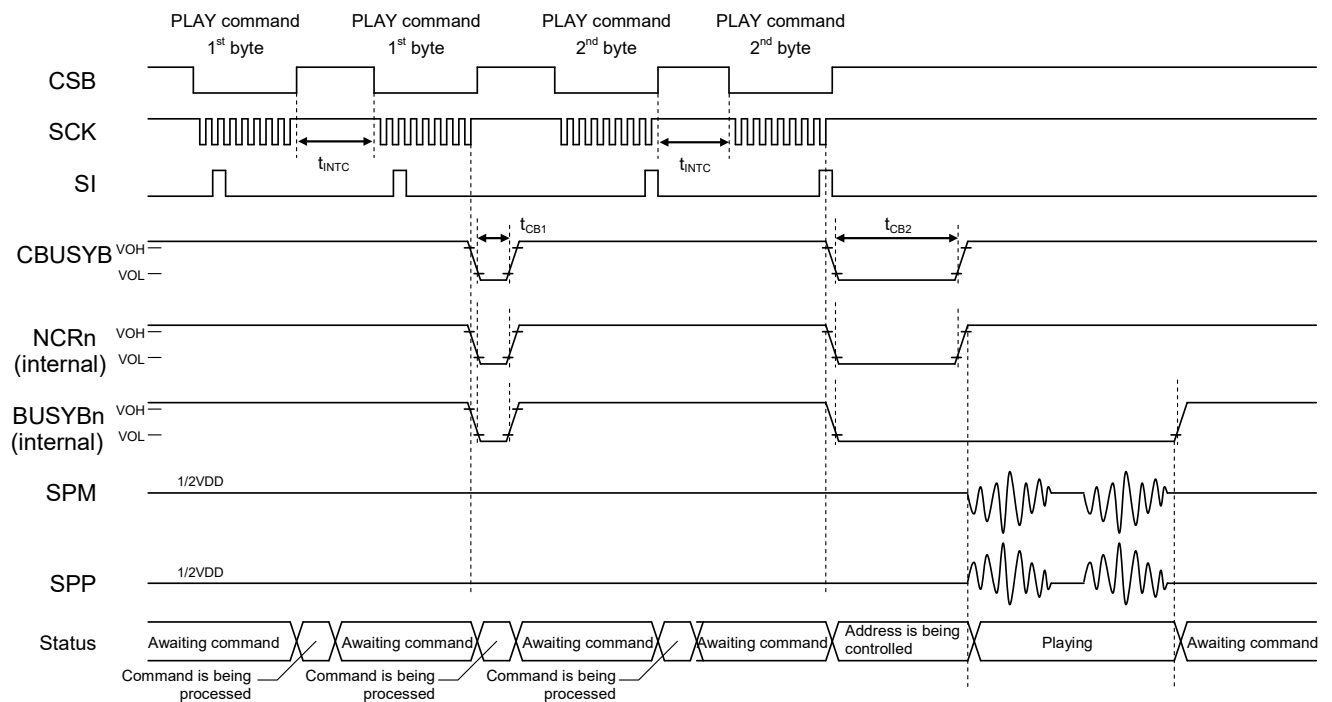 PLAY command
1st byte
PLAY command
1st byte
PLAY command
2nd byte
PLAY command
2nd byte
CSB
SCK
tINTC
tINTC
SI
tCB1
tCB2
CBUSYB
VOH
VOL
NCRn
(internal)
VOH
VOL
BUSYBn
(internal)
VOH
VOL
SPM
1/2VDD
SPP
1/2VDD
Status
Awaiting command
Awaiting command
Awaiting command
Awaiting command
Address is being
controlled
Playing
Awaiting command
Command is being
processed
Command is being
processed
Command is being
processed